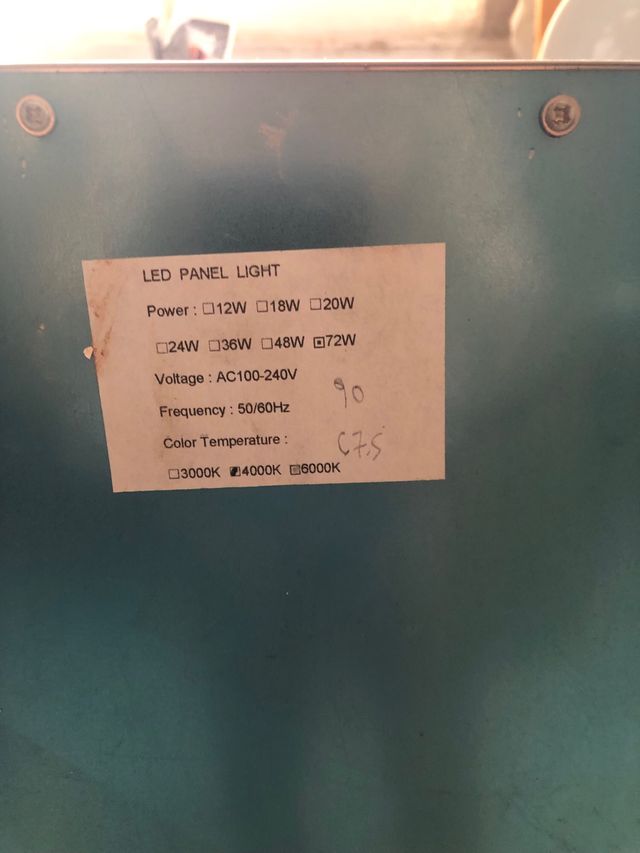 LED PANEL LIGHT
Power : ☐12W ☐18W ☐20W
☐24W ☐36W ☐48W ▣72W
Voltage : AC100-240V
90
Frequency : 50/60Hz
Color Temperature :
67,5
☐3000K ☑4000K ▣6000K